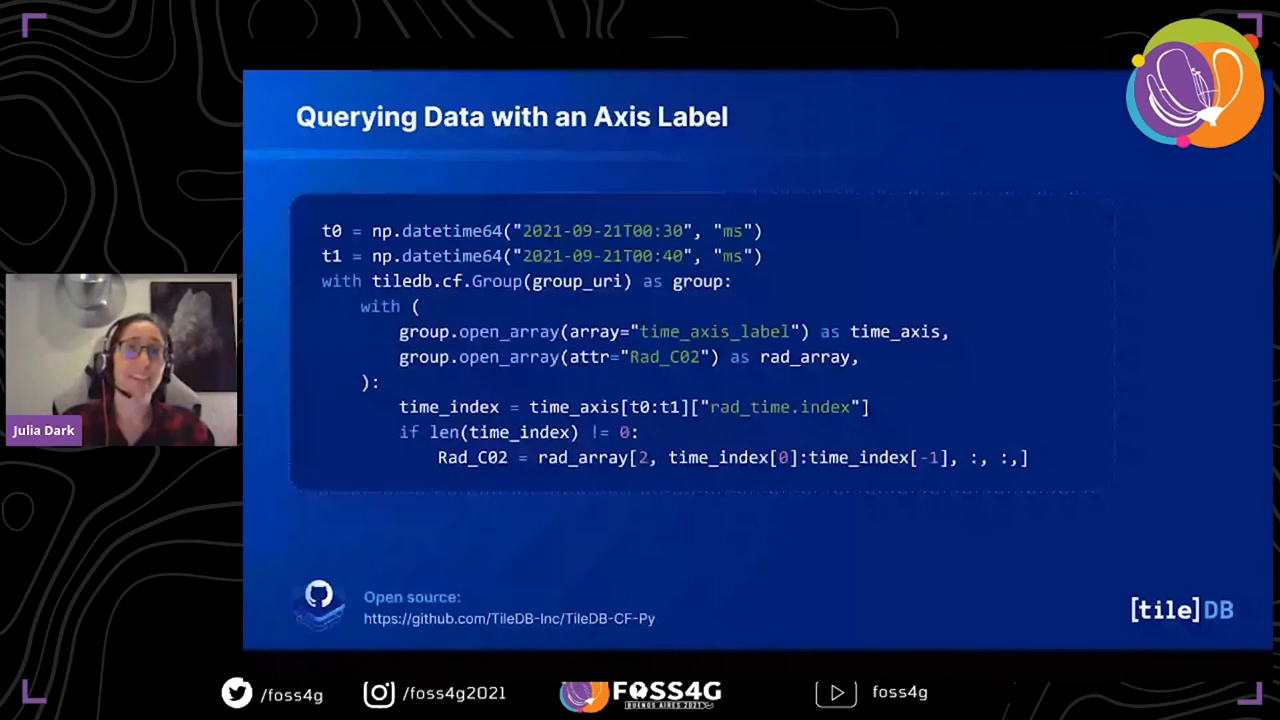 Querying Data with an Axis Label
t0 = np.datetime64("2021-09-21T00:30", "ms")
t1 = np.datetime64("2021-09-21T00:40", "ms")
with tiledb.cf.Group(group_uri) as group:
with (
group.open_array(array="time_axis_label") as time_axis,
group.open_array(attr="Rad_C02") as rad_array,
):
time_index = time_axis[t0:t1]["rad_time.index"]
if len(time_index) != 0:
Rad_C02 = rad_array[2, time_index[0]:time_index[-1], :, :,]
Julia Dark
Open source:
https://github.com/TileDB-Inc/TileDB-CF-Py
[tile]DB
/foss4g
/foss4g2021
FOSS4G
BUENOS AIRES 2021
foss4g